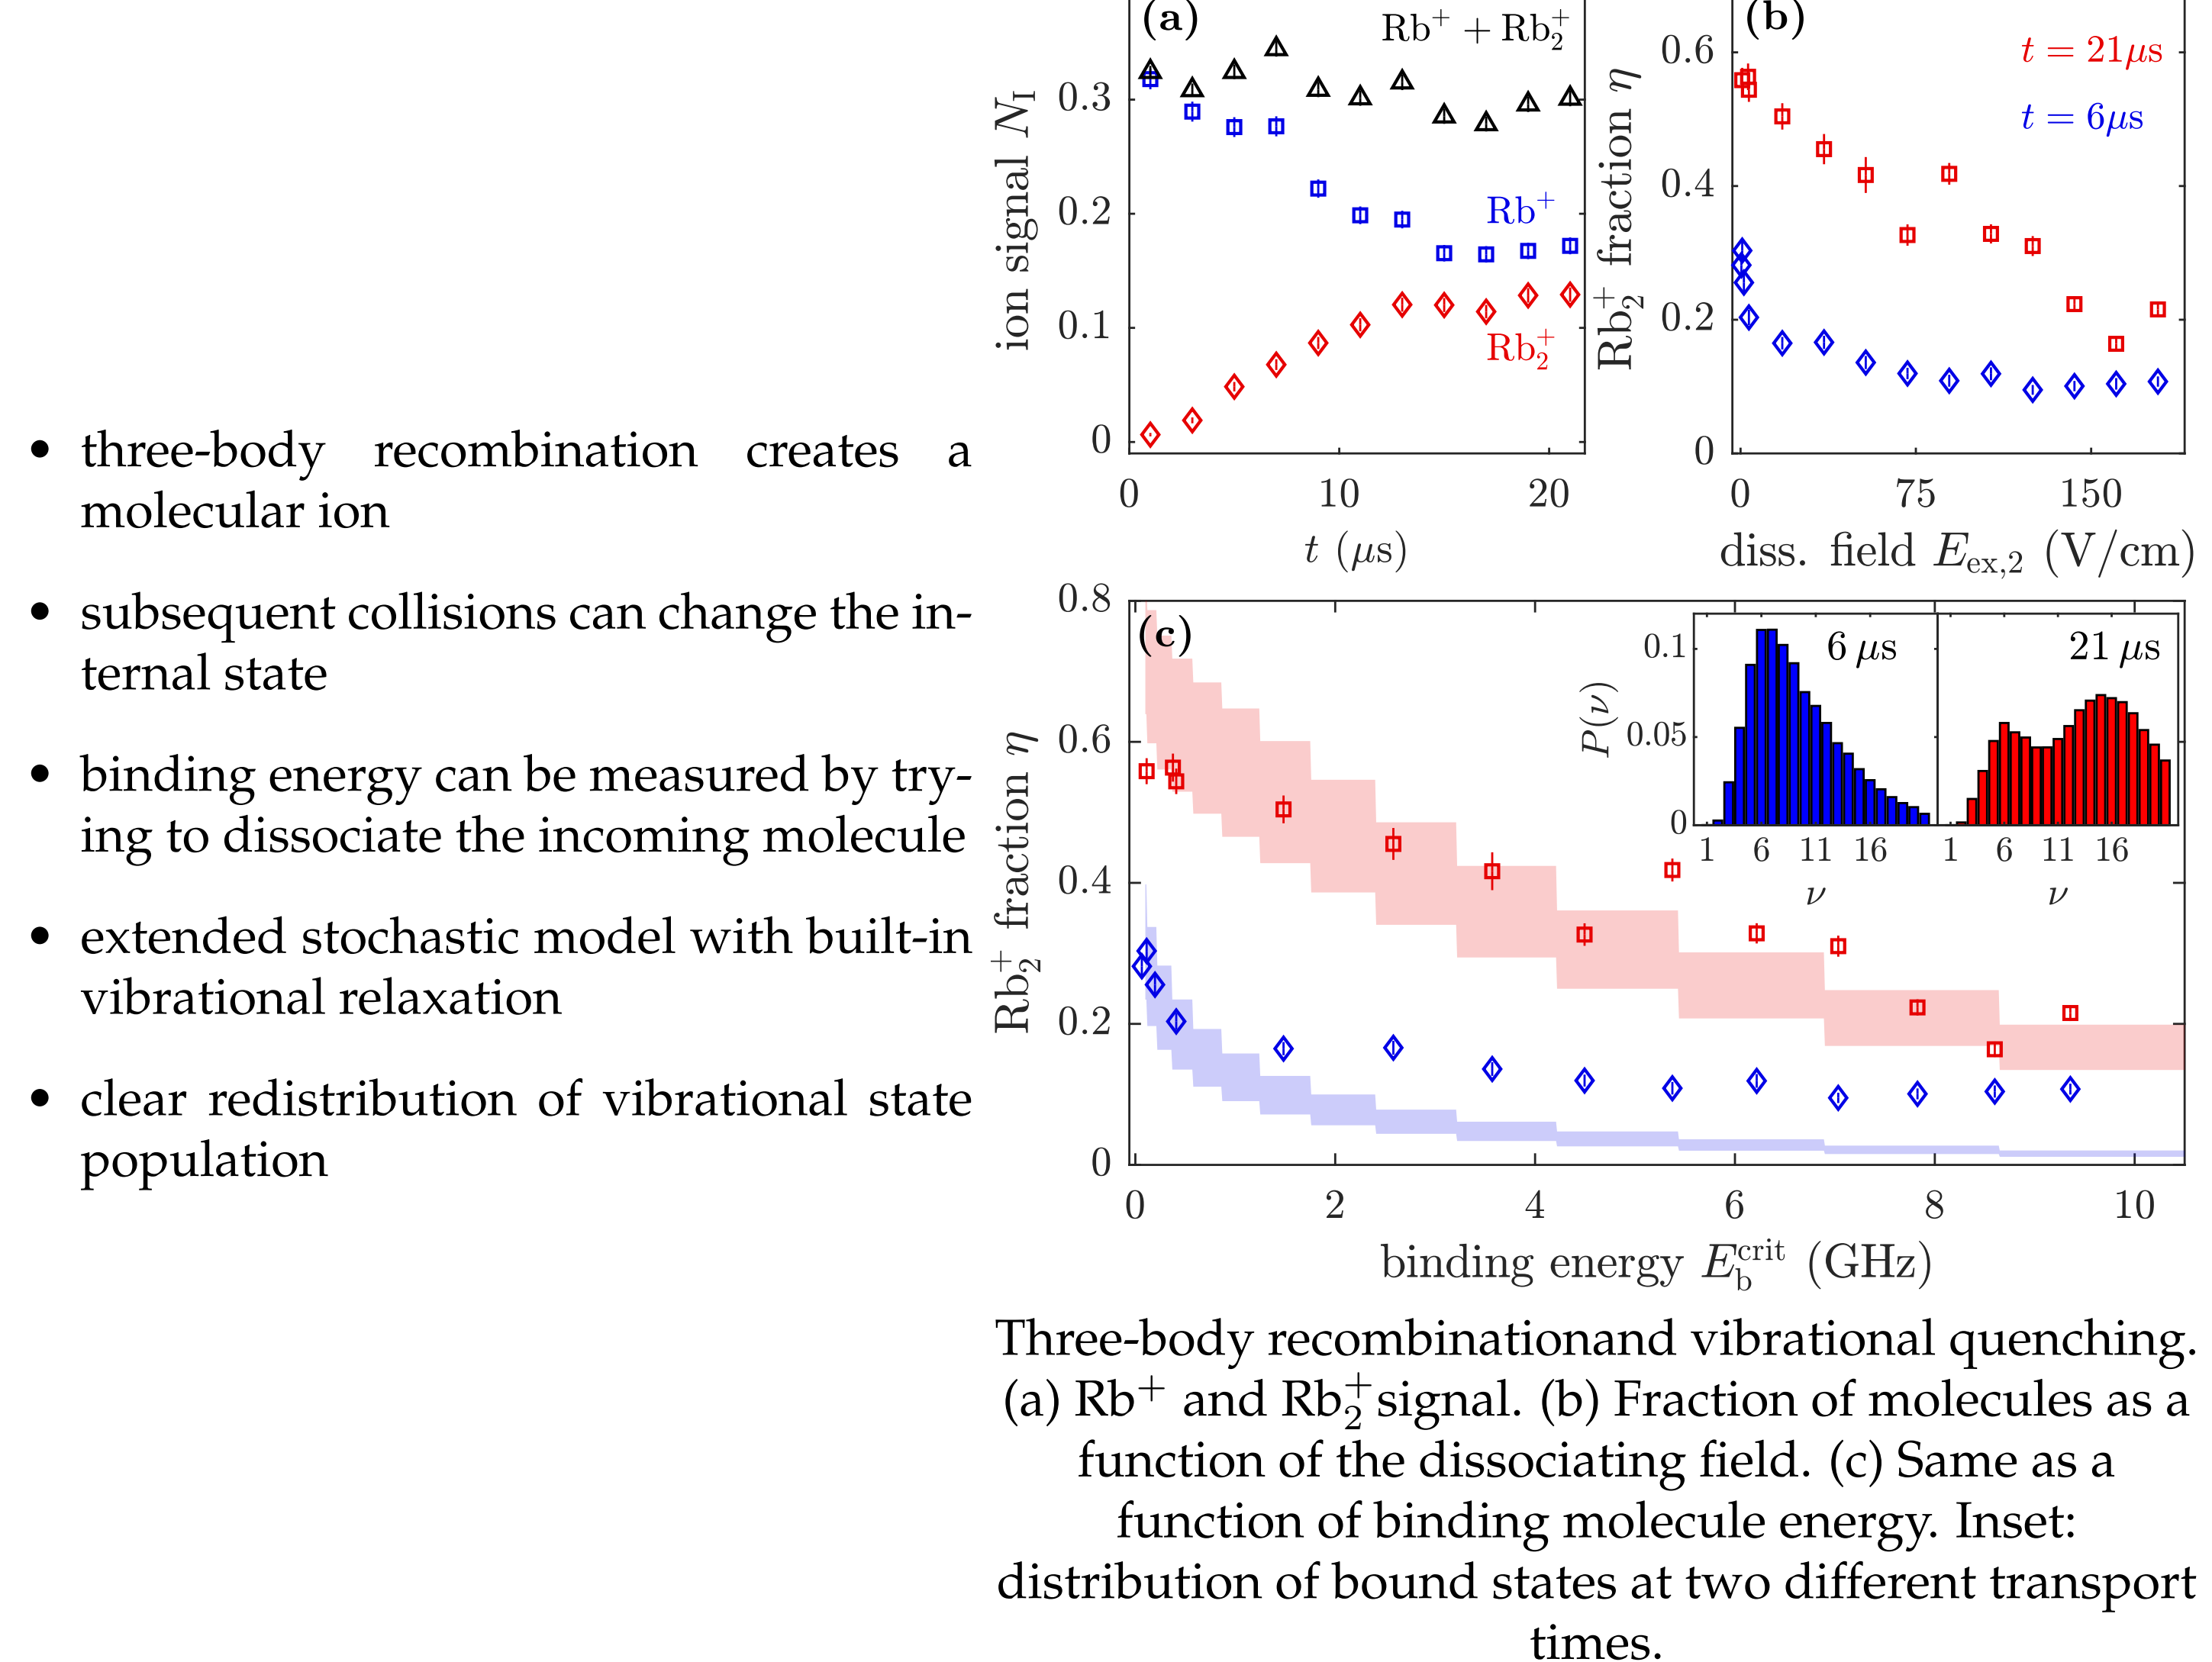 • three-body recombination creates a
molecular ion
• subsequent collisions can change the in-
ternal state
• binding energy can be measured by try-
ing to dissociate the incoming molecule
• extended stochastic model with built-in
vibrational relaxation
• clear redistribution of vibrational state
population
(a)
Rb⁺ + Rb₂⁺
Rb⁺
Rb₂⁺
ion signal N_I
0.3
0.2
0.1
0
0 10 20
t (μs)
(b)
t = 21μs
t = 6μs
Rb₂⁺ fraction η
0.6
0.4
0.2
0
0 75 150
diss. field E_ex,2 (V/cm)
(c)
Rb₂⁺ fraction η
0.8
0.6
0.4
0.2
0
0 2 4 6 8 10
binding energy E_b^crit (GHz)
6 μs
21 μs
P(ν)
0.1
0.05
0
1 6 11 16
1 6 11 16
ν
ν
Three-body recombinationand vibrational quenching.
(a) Rb⁺ and Rb₂⁺signal. (b) Fraction of molecules as a
function of the dissociating field. (c) Same as a
function of binding molecule energy. Inset:
distribution of bound states at two different transport
times.